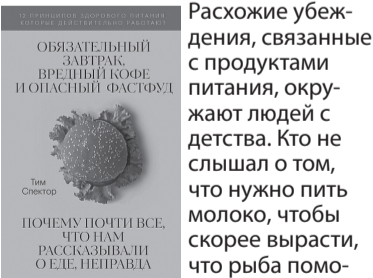 12 ПРИНЦИПОВ ЗДОРОВОГО ПИТАНИЯ,
КОТОРЫЕ ДЕЙСТВИТЕЛЬНО РАБОТАЮТ
ОБЯЗАТЕЛЬНЫЙ
ЗАВТРАК,
ВРЕДНЫЙ КОФЕ
И ОПАСНЫЙ ФАСТФУД
Тим
Спектор
ПОЧЕМУ ПОЧТИ ВСЕ,
ЧТО НАМ
РАССКАЗЫВАЛИ
О ЕДЕ, НЕПРАВДА
Расхожие убеж-
дения, связанные
с продуктами
питания, окру-
жают людей с
детства. Кто не
слышал о том,
что нужно пить
молоко, чтобы
скорее вырасти,
что рыба помо-